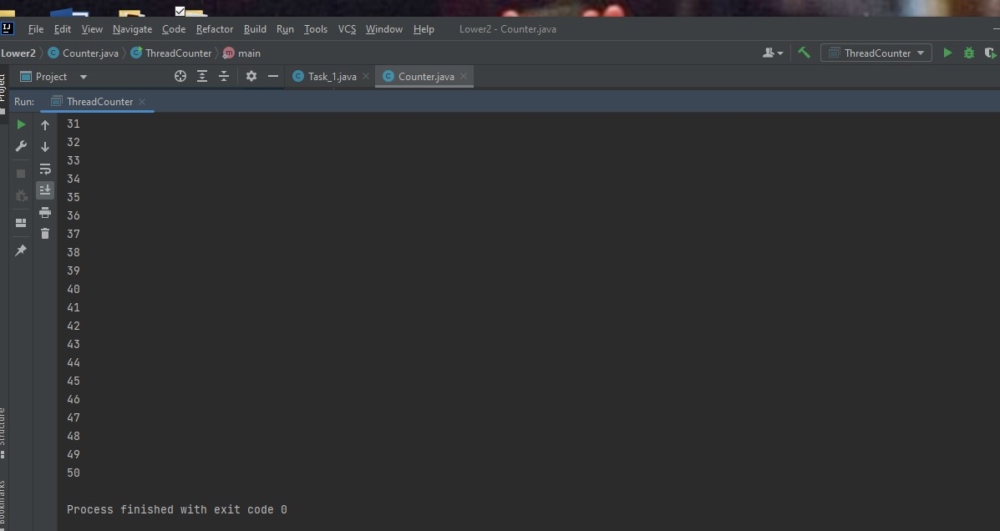 IJ File Edit View Navigate Code Refactor Build Run Tools VCS Window Help Lower2 - Counter.java
Lower2 Counter.java ThreadCounter m main ThreadCounter
Project Project C Task_1.java C Counter.java
Run: ThreadCounter
31
32
33
34
35
36
37
38
39
40
41
42
43
44
45
46
47
48
49
50
Process finished with exit code 0
Structure
Bookmarks